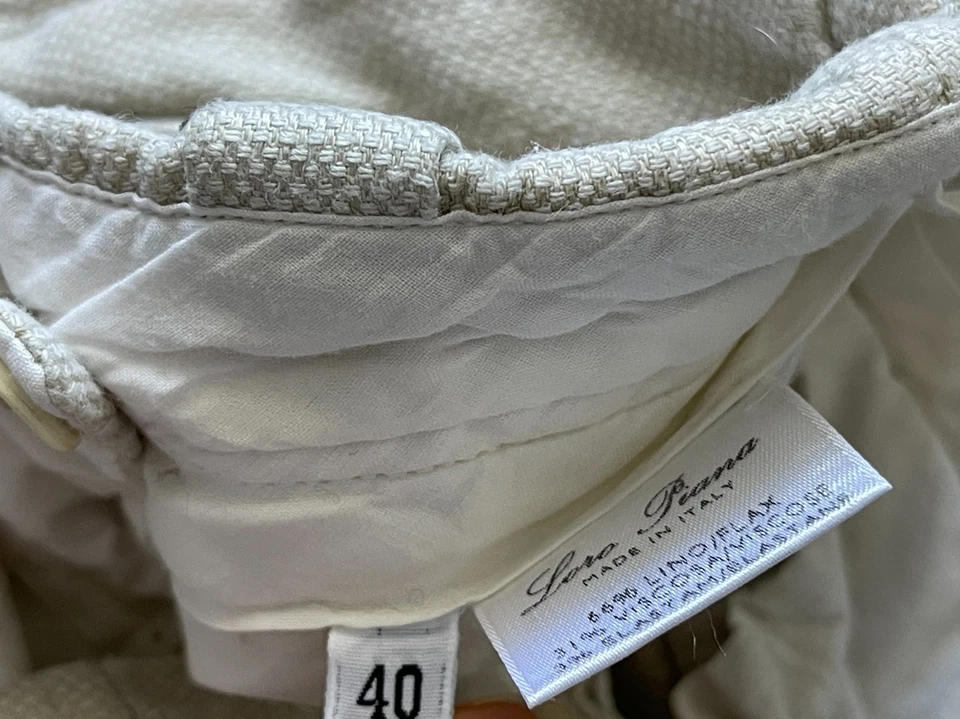 Loro Piana
MADE IN ITALY
66% LINO/FLAX
31% VISCOSA/VISCOSE
3% ELASTAM/ELASTANE
40